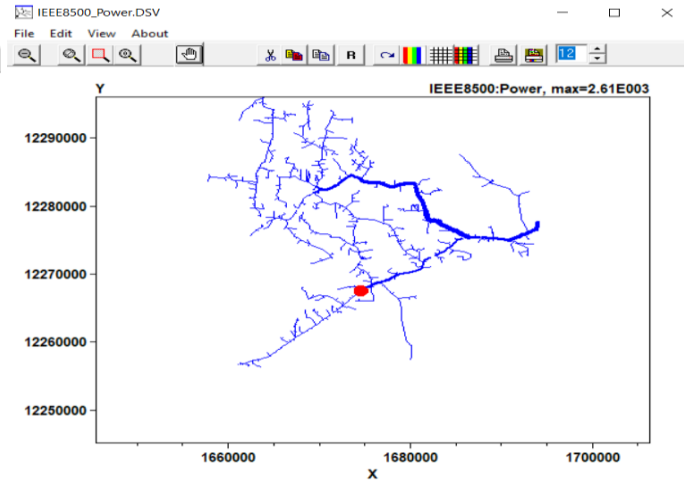 IEEE8500_Power.DSV
File Edit View About
R 12
Y IEEE8500:Power, max=2.61E003
12290000
12280000
12270000
12260000
12250000
1660000 1680000 1700000
X